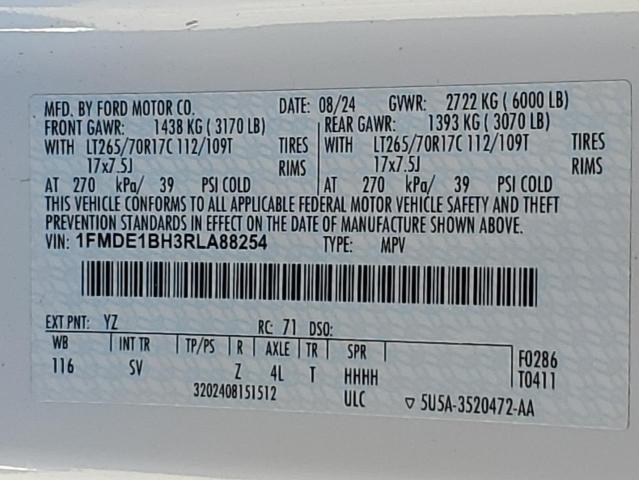 MFD. BY FORD MOTOR CO. DATE: 08/24 GVWR: 2722 KG ( 6000 LB)
FRONT GAWR: 1438 KG ( 3170 LB) REAR GAWR: 1393 KG ( 3070 LB)
WITH LT265/70R17C 112/109T TIRES WITH LT265/70R17C 112/109T TIRES
17x7.5J RIMS 17x7.5J RIMS
AT 270 kPa/ 39 PSI COLD AT 270 kPa/ 39 PSI COLD
THIS VEHICLE CONFORMS TO ALL APPLICABLE FEDERAL MOTOR VEHICLE SAFETY AND THEFT
PREVENTION STANDARDS IN EFFECT ON THE DATE OF MANUFACTURE SHOWN ABOVE.
VIN: 1FMDE1BH3RLA88254 TYPE: MPV
EXT PNT: YZ RC: 71 DSO:
WB INT TR TP/PS R AXLE TR SPR F0286
116 SV Z 4L T HHHH T0411
3202408151512 ULC ▽ 5U5A-3520472-AA